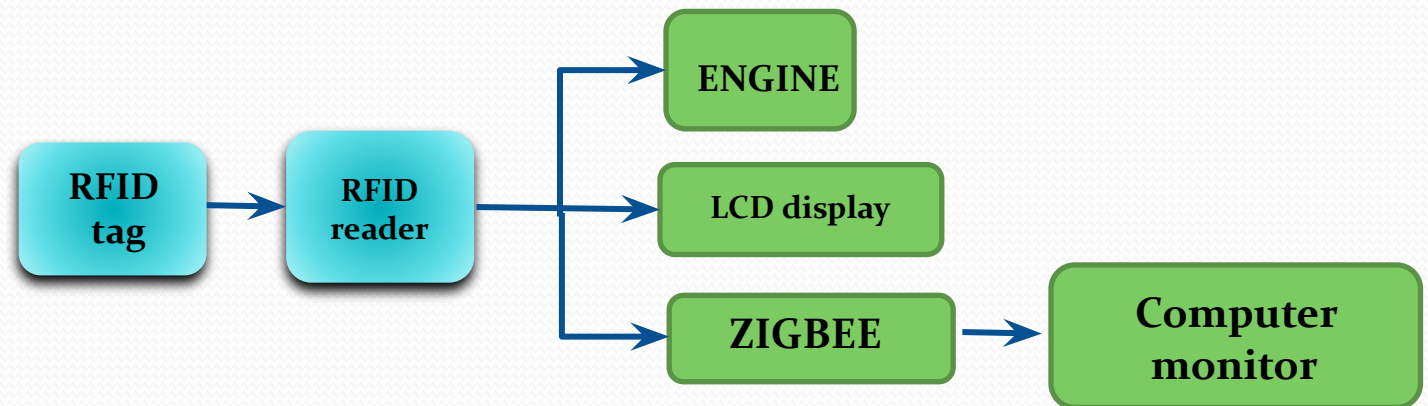 RFID
tag
RFID
reader
ENGINE
LCD display
ZIGBEE
Computer
monitor